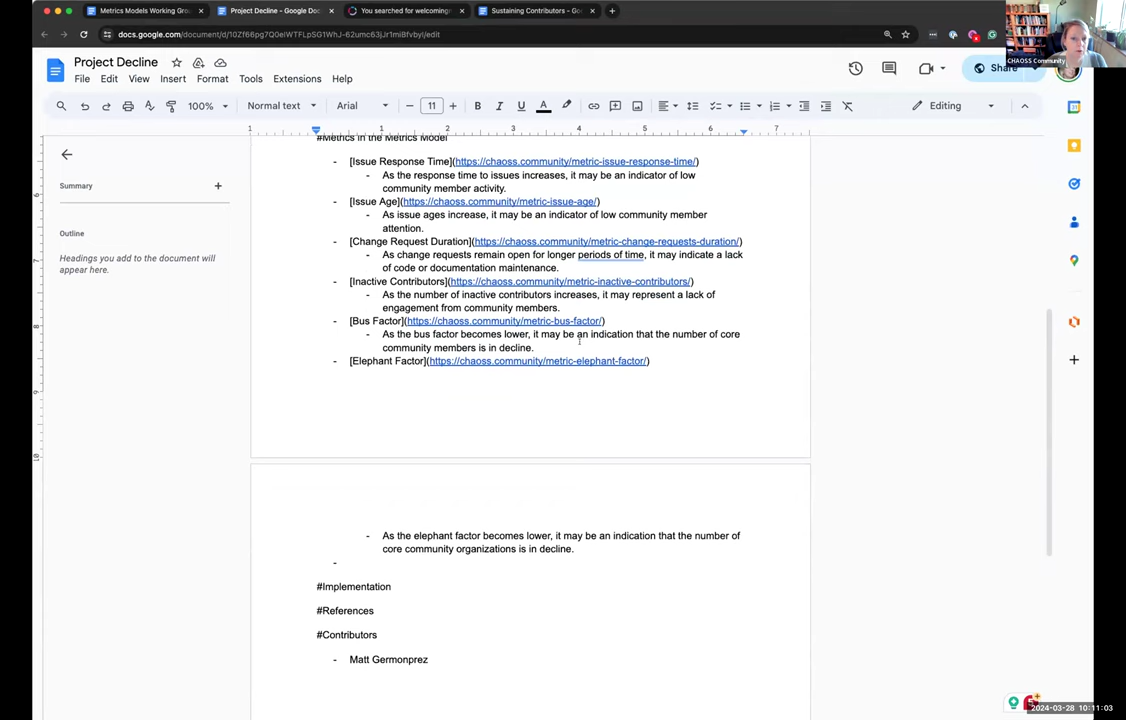 Metrics Models Working Gro
Project Decline - Google Doc
You searched for welcoming
Sustaining Contributors - Go
docs.google.com/document/d/10Zf66pg7Q0eIWTFLpSG1WhJ-62umc63jJr1miBfvbyI/edit
CHAOSS Community
Project Decline
File Edit View Insert Format Tools Extensions Help
Share
100% Normal text Arial 11 Editing
1 1 2 3 4 5 6 7
Summary
Outline
Headings you add to the document will
appear here.
#Metrics in the Metrics Model
- [Issue Response Time](https://chaoss.community/metric-issue-response-time/)
- As the response time to issues increases, it may be an indicator of low
community member activity.
- [Issue Age](https://chaoss.community/metric-issue-age/)
- As issue ages increase, it may be an indicator of low community member
attention.
- [Change Request Duration](https://chaoss.community/metric-change-requests-duration/)
- As change requests remain open for longer periods of time, it may indicate a lack
of code or documentation maintenance.
- [Inactive Contributors](https://chaoss.community/metric-inactive-contributors/)
- As the number of inactive contributors increases, it may represent a lack of
engagement from community members.
- [Bus Factor](https://chaoss.community/metric-bus-factor/)
- As the bus factor becomes lower, it may be an indication that the number of core
community members is in decline.
- [Elephant Factor](https://chaoss.community/metric-elephant-factor/)
- As the elephant factor becomes lower, it may be an indication that the number of
core community organizations is in decline.
-
#Implementation
#References
#Contributors
- Matt Germonprez
2024-03-28 10:11:03